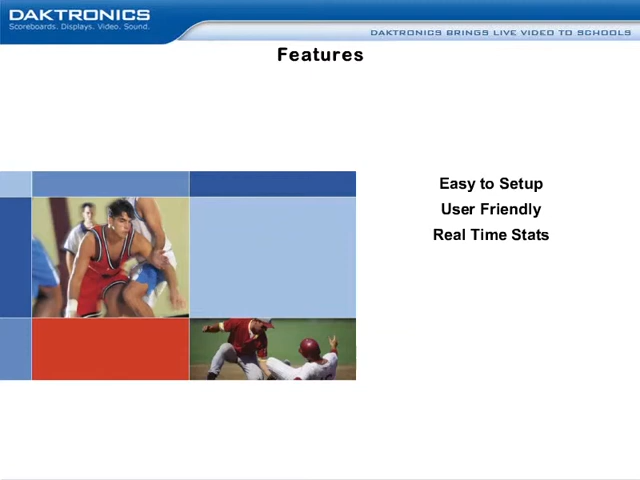 DAKTRONICS
Scoreboards. Displays. Video. Sound.
DAKTRONICS BRINGS LIVE VIDEO TO SCHOOLS
Features
Easy to Setup
User Friendly
Real Time Stats